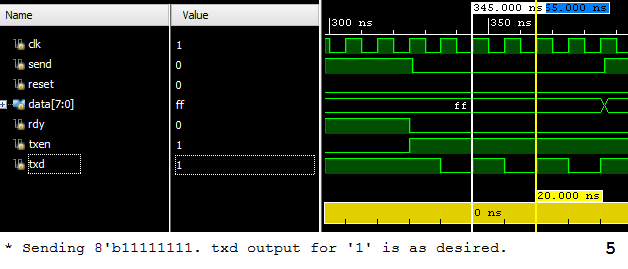 Name Value
345.000 ns 55.000 ns
300 ns 350 ns
clk 1
send 0
reset 0
data[7:0] ff ff
rdy 0
txen 1
txd 1
20.000 ns
0 ns
* Sending 8'b11111111. txd output for '1' is as desired. 5